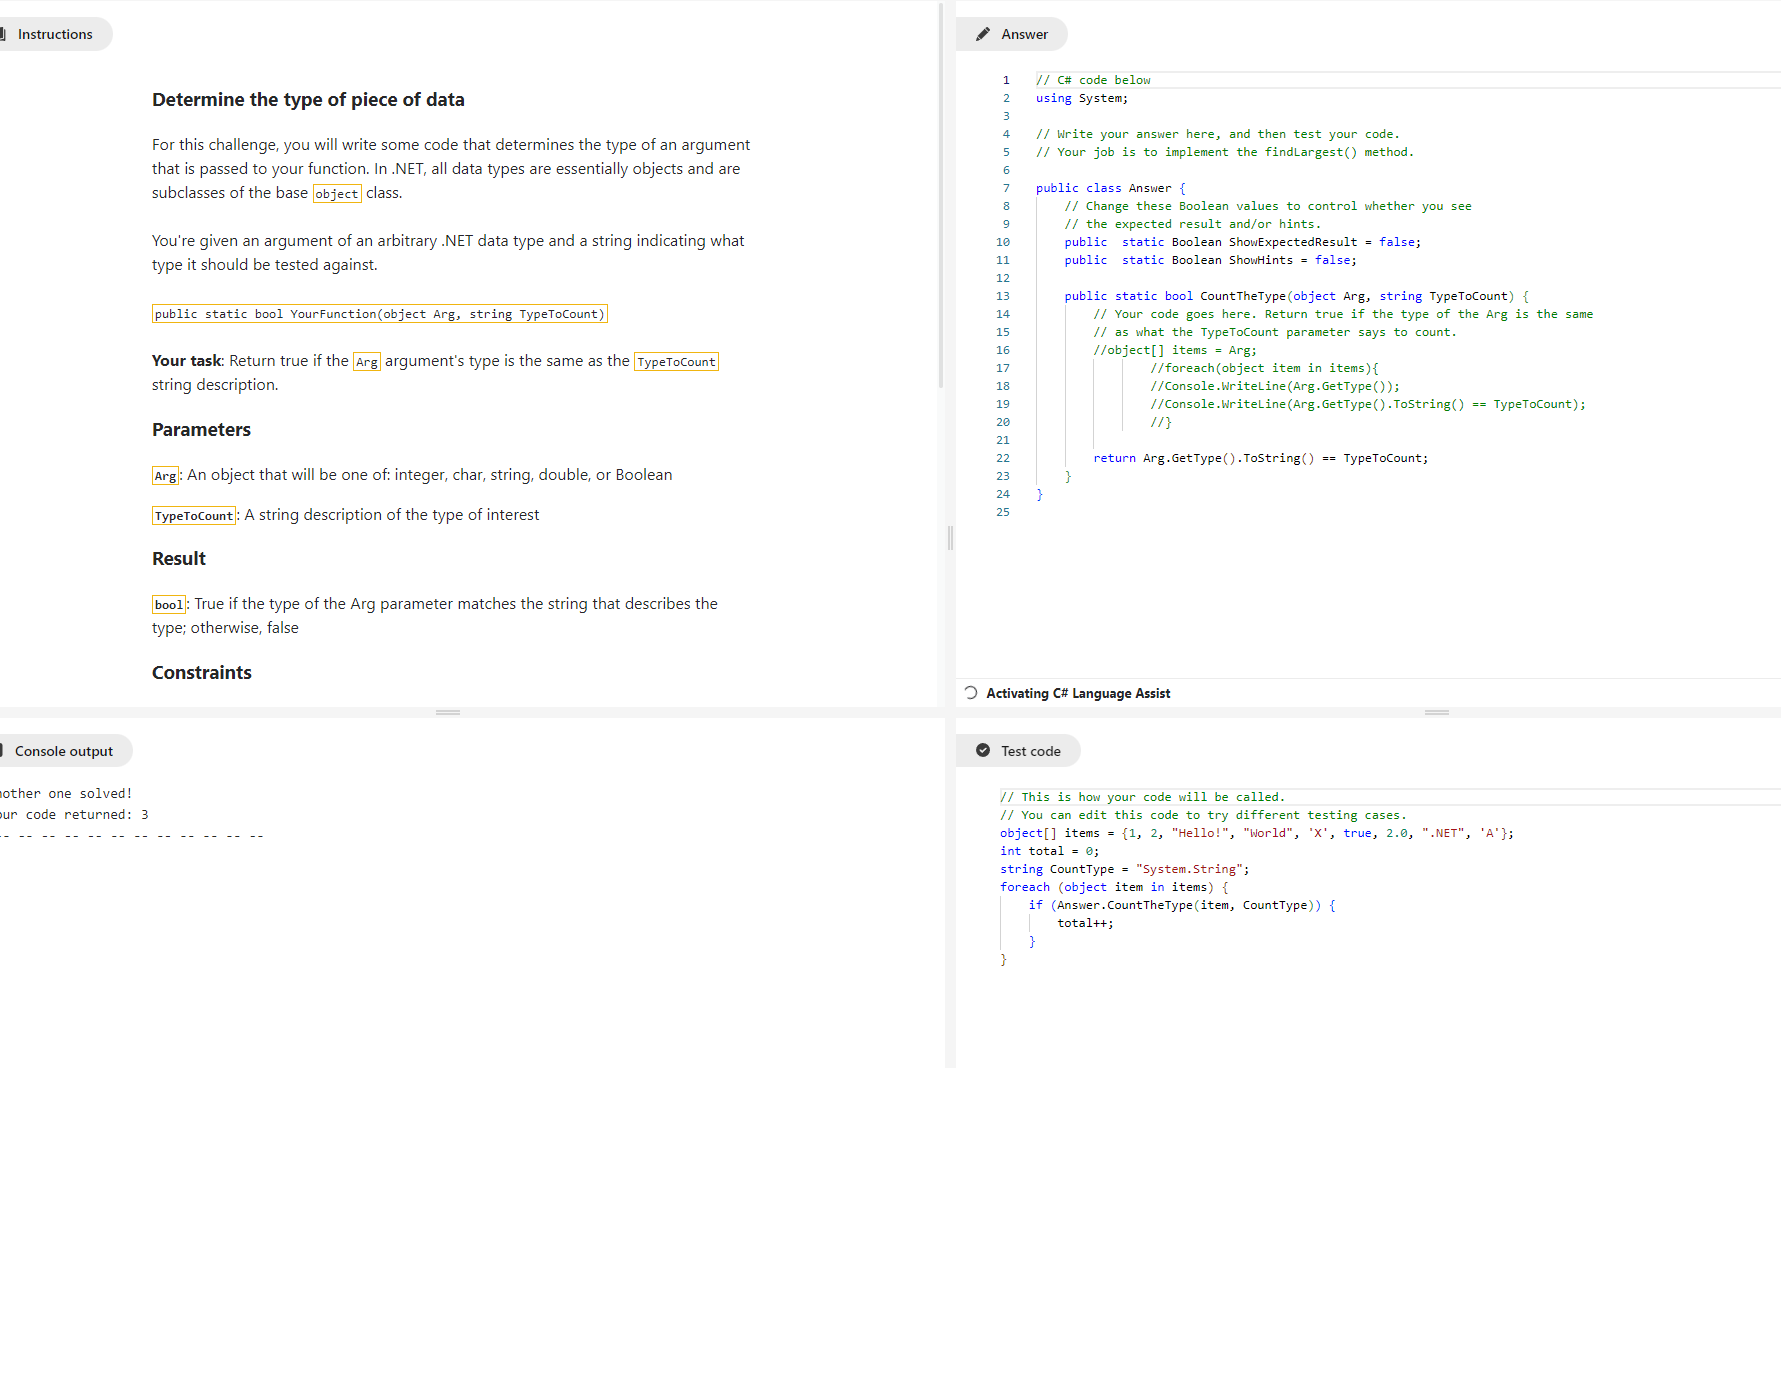 Instructions
Determine the type of piece of data
For this challenge, you will write some code that determines the type of an argument
that is passed to your function. In .NET, all data types are essentially objects and are
subclasses of the base object class.
You're given an argument of an arbitrary .NET data type and a string indicating what
type it should be tested against.
public static bool YourFunction(object Arg, string TypeToCount)
Your task: Return true if the Arg argument's type is the same as the TypeToCount
string description.
Parameters
Arg: An object that will be one of: integer, char, string, double, or Boolean
TypeToCount: A string description of the type of interest
Result
bool: True if the type of the Arg parameter matches the string that describes the
type; otherwise, false
Constraints
Answer
1 // C# code below
2 using System;
3
4 // Write your answer here, and then test your code.
5 // Your job is to implement the findLargest() method.
6
7 public class Answer {
8 // Change these Boolean values to control whether you see
9 // the expected result and/or hints.
10 public  static Boolean ShowExpectedResult = false;
11 public  static Boolean ShowHints = false;
12
13 public static bool CountTheType(object Arg, string TypeToCount) {
14 // Your code goes here. Return true if the type of the Arg is the same
15 // as what the TypeToCount parameter says to count.
16 //object[] items = Arg;
17 //foreach(object item in items){
18 //Console.WriteLine(Arg.GetType());
19 //Console.WriteLine(Arg.GetType().ToString() == TypeToCount);
20 //}
21
22 return Arg.GetType().ToString() == TypeToCount;
23 }
24 }
25
Activating C# Language Assist
Console output
nother one solved!
our code returned: 3
-- -- -- -- -- -- -- -- -- -- -- --
Test code
// This is how your code will be called.
// You can edit this code to try different testing cases.
object[] items = {1, 2, "Hello!", "World", 'X', true, 2.0, ".NET", 'A'};
int total = 0;
string CountType = "System.String";
foreach (object item in items) {
if (Answer.CountTheType(item, CountType)) {
total++;
}
}